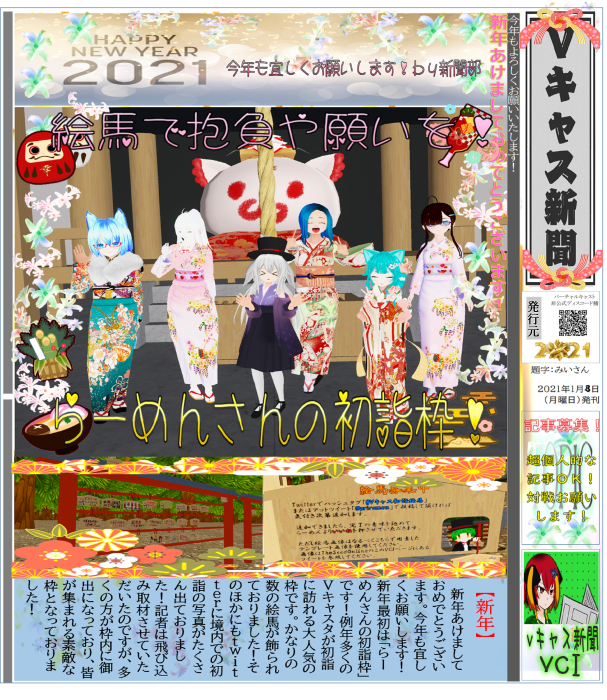 HAPPY
NEW YEAR
2021
今年も宜しくお願いします！by新聞部
今年もよろしくお願いいたします！
新年あけましておめでとうございます！
Vキャス新聞
絵馬で抱負や願いを♥！
らーめんさんの初詣枠！
発行元
バーチャルキャスト
非公式ディスコード鯖
2021
題字：みぃさん
2021年1月8日
（月曜日）発刊
記事募集！
超個人的な
記事OK！
対戦お願い
します！
Vキャス新聞
VCI
【新年】
新年あけまして
おめでとうござい
ます。今年も宜し
くお願いします！
新年最初は「らー
めんさんの初詣枠」
です！例年多くの
Vキャスタが初詣
に訪れる大人気の
枠です。かなりの
数の絵馬が飾られ
ておりました！そ
のほかにもtwit
terに境内での初
詣の写真がたくさ
ん出ておりまし
た！記者は飛び込
み取材させていた
だいたのですが、多
くの方が枠内に御
出になっており、皆
が集まれる素敵な
枠となっておりま
した！